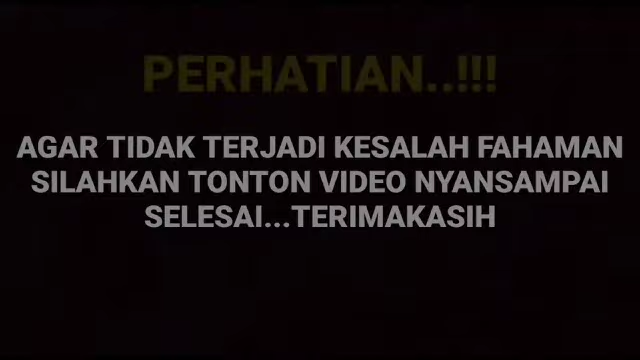 PERHATIAN..!!!
AGAR TIDAK TERJADI KESALAH FAHAMAN
SILAHKAN TONTON VIDEO NYANSAMPAI
SELESAI...TERIMAKASIH